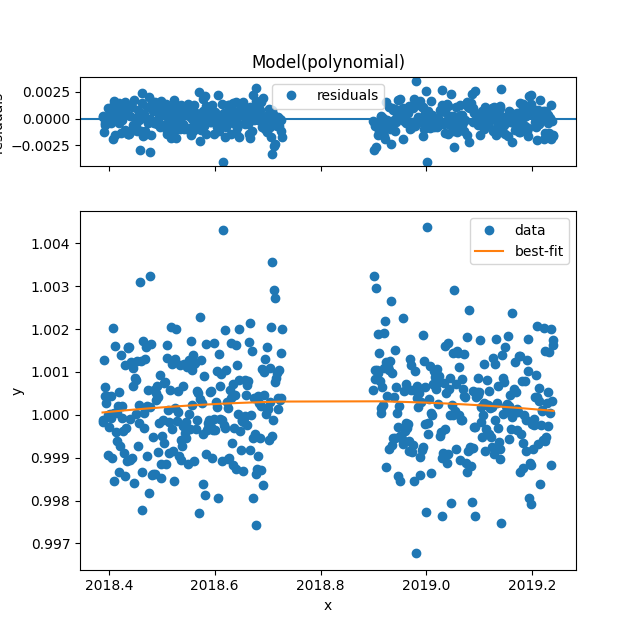 Model(polynomial)
0.0025
0.0000
−0.0025
residuals
residuals
1.004
1.003
1.002
1.001
1.000
0.999
0.998
0.997
y
data
best-fit
2018.4
2018.6
2018.8
2019.0
2019.2
x